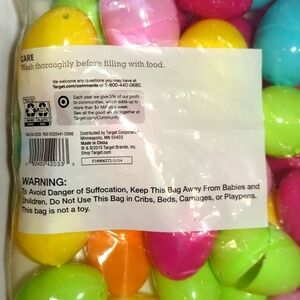 CARE
Wash thoroughly before filling with food.
We welcome any questions you may have at
Target.com/comments or 1-800-440-0680.
Each year we give 5% of our profit
to communities, which adds up to
more than $4 million each week.
See all the good we do together at
Target.com/Community
Distributed by Target Corporation
Minneapolis, MN 55403
Made in China
Target Brands, Inc.
Shop Target.com
WARNING:
To Avoid Danger of Suffocation, Keep This Bag Away From Babies and
Children. Do Not Use This Bag in Cribs, Beds, Carriages, or Playpens.
This bag is not a toy.